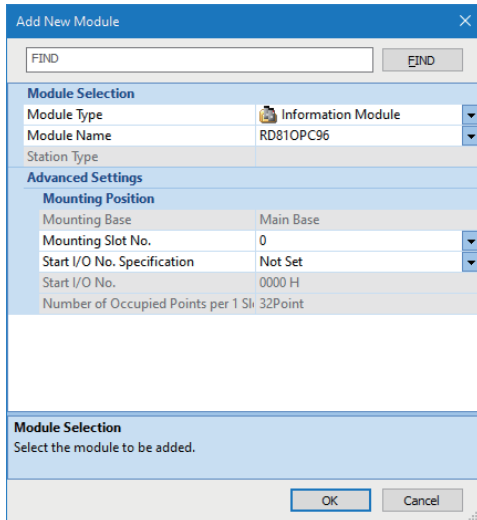 Add New Module
FIND
FIND
Module Selection
Module Type Information Module
Module Name RD81OPC96
Station Type
Advanced Settings
Mounting Position
Mounting Base Main Base
Mounting Slot No. 0
Start I/O No. Specification Not Set
Start I/O No. 0000 H
Number of Occupied Points per 1 Slo 32Point
Module Selection
Select the module to be added.
OK Cancel